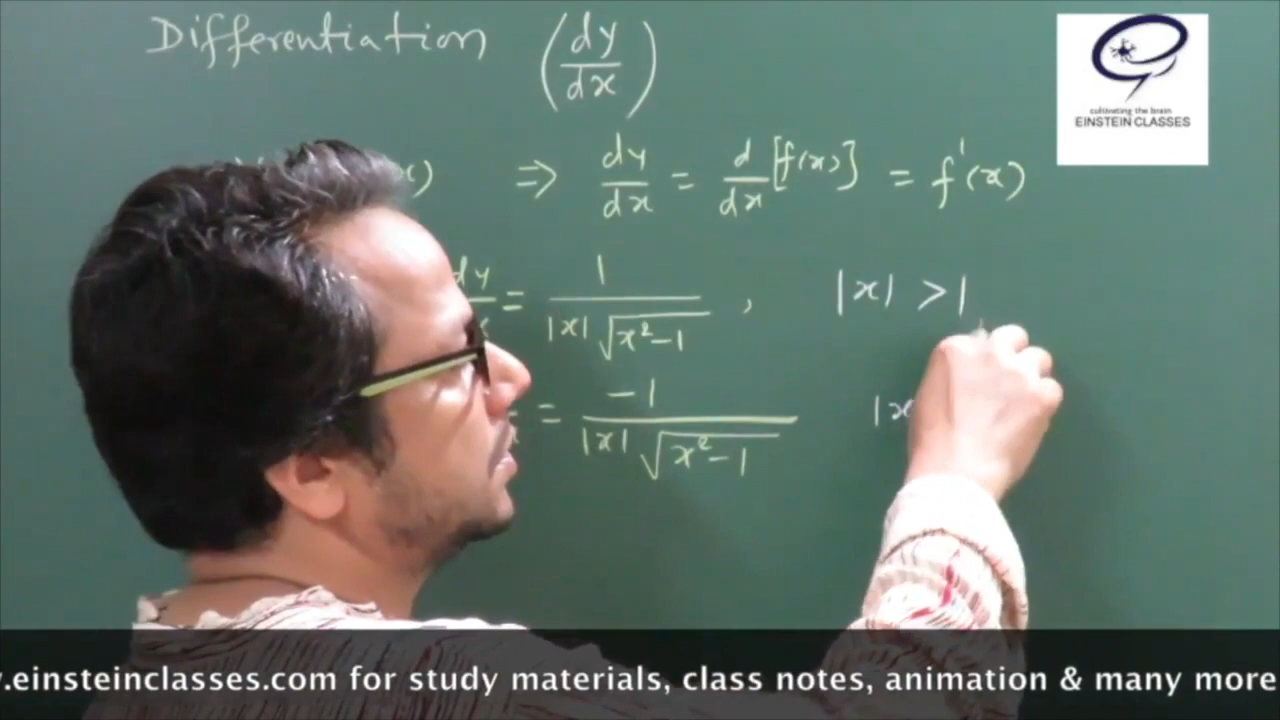 Differentiation (dy/dx)
cultivating the brain
EINSTEIN CLASSES
x) ⇒ dy/dx = d/dx [f(x)] = f'(x)
dy/x = 1/(|x| √(x²-1)) , |x| > 1
= -1/(|x| √(x²-1)) |x
.einsteinclasses.com for study materials, class notes, animation & many more